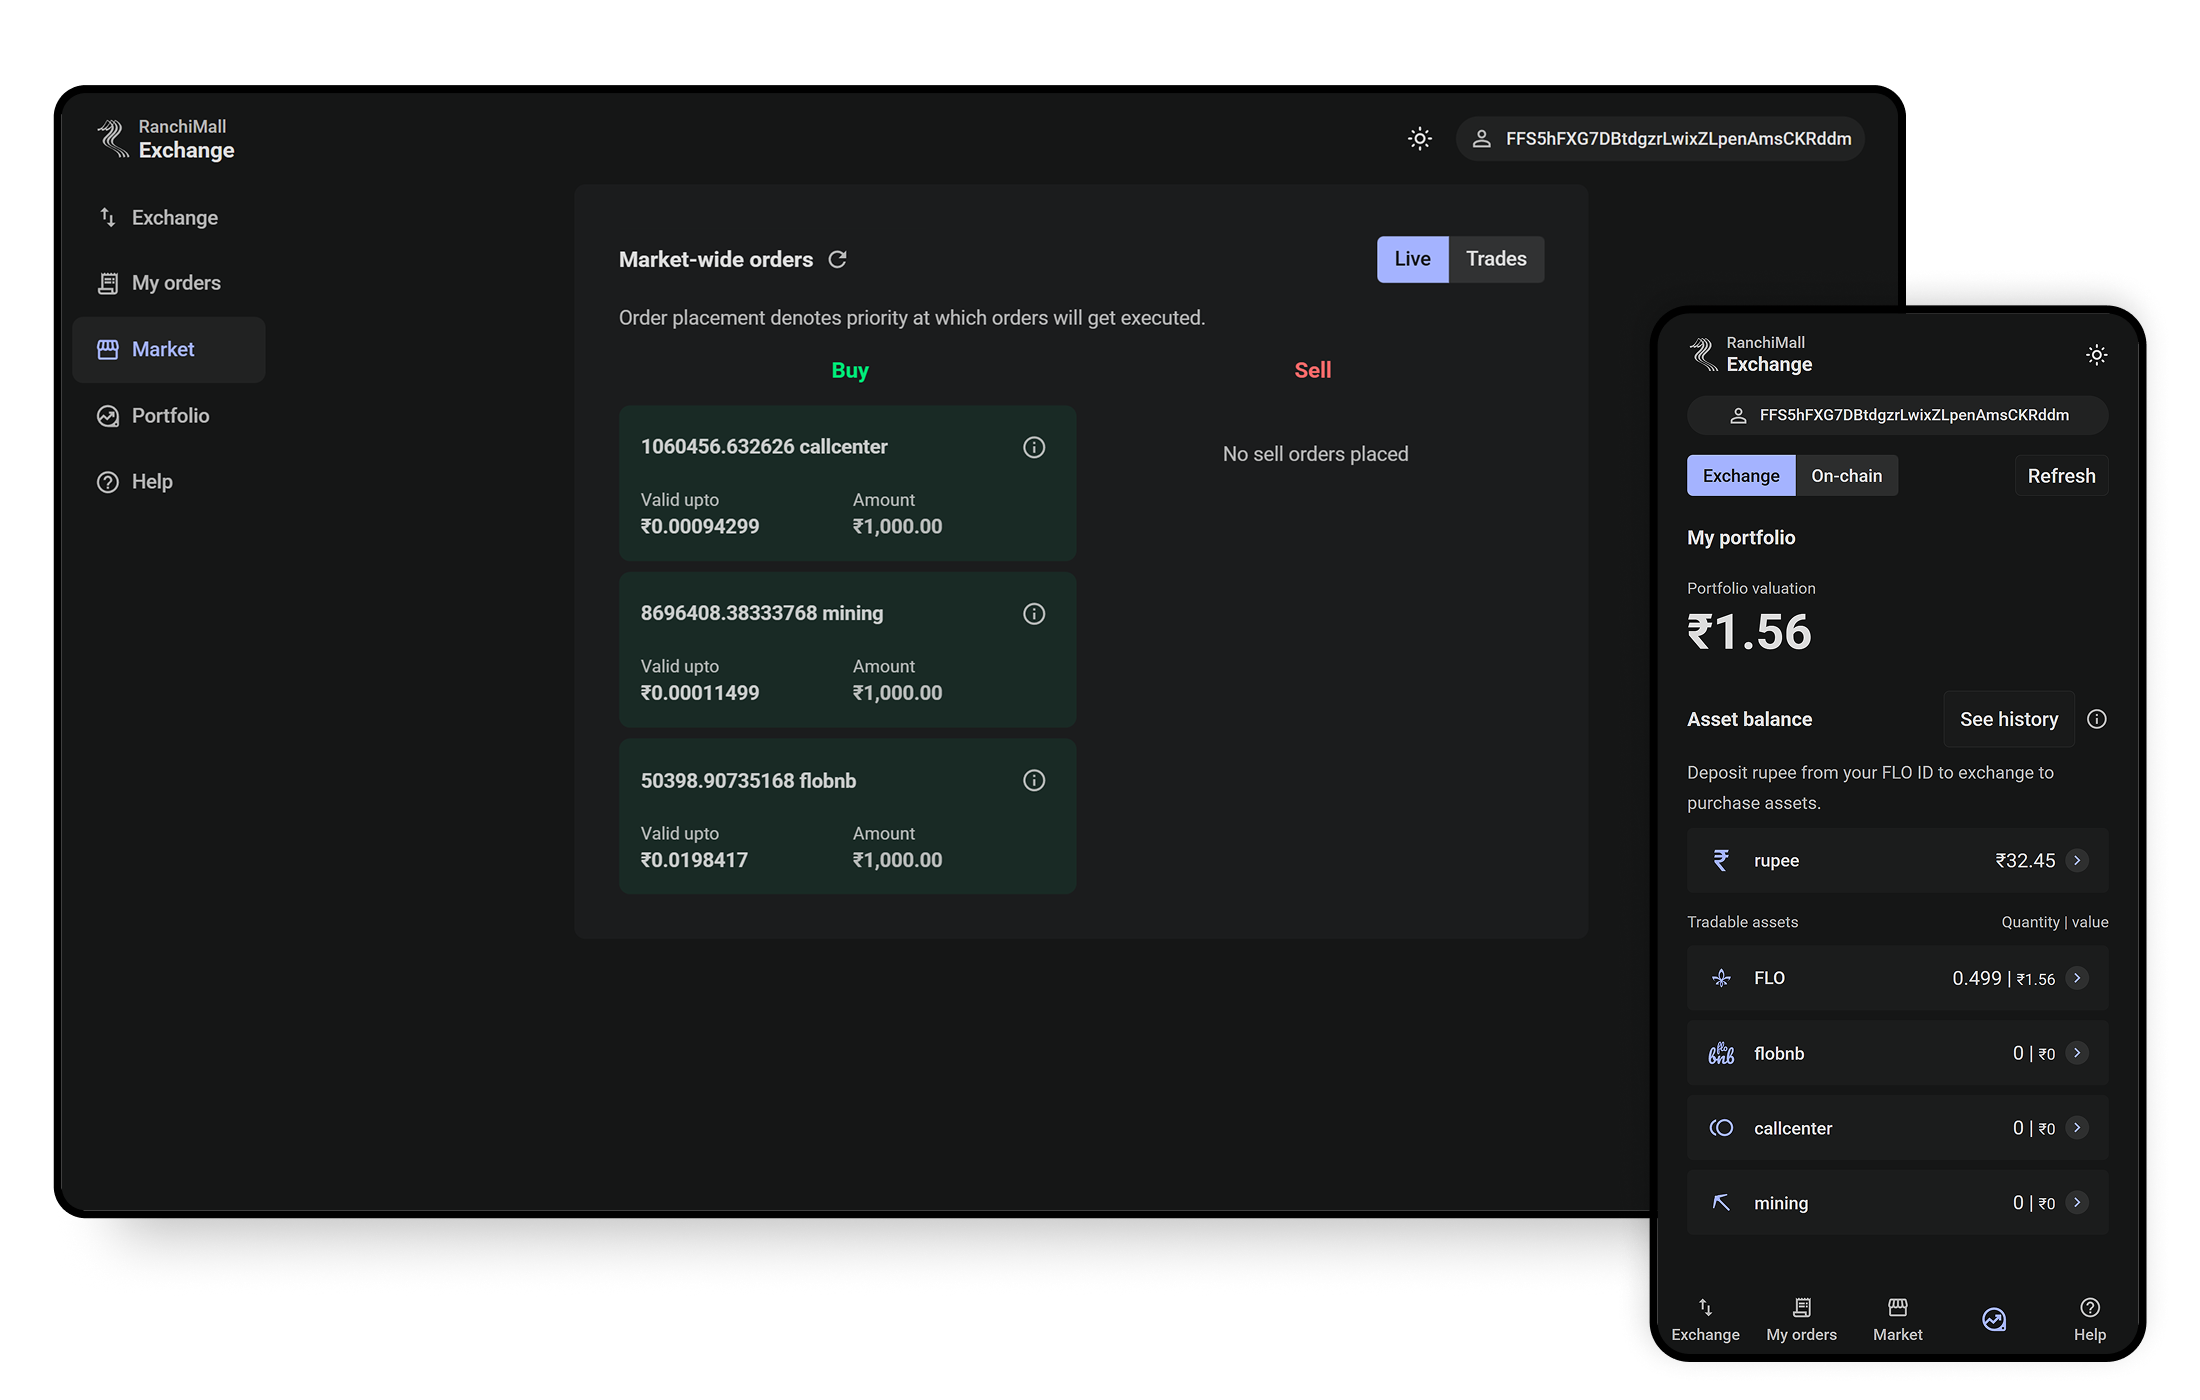 RanchiMall
Exchange
FFS5hFXG7DBtdgzrLwixZLpenAmsCKRddm
Exchange
My orders
Market
Portfolio
Help
Market-wide orders
Live
Trades
Order placement denotes priority at which orders will get executed.
Buy
Sell
1060456.632626 callcenter
Valid upto
Amount
₹0.00094299
₹1,000.00
8696408.38333768 mining
Valid upto
Amount
₹0.00011499
₹1,000.00
50398.90735168 flobnb
Valid upto
Amount
₹0.0198417
₹1,000.00
No sell orders placed
RanchiMall
Exchange
FFS5hFXG7DBtdgzrLwixZLpenAmsCKRddm
Exchange
On-chain
Refresh
My portfolio
Portfolio valuation
₹1.56
Asset balance
See history
Deposit rupee from your FLO ID to exchange to
purchase assets.
rupee
₹32.45
Tradable assets
Quantity | value
FLO
0.499 | ₹1.56
flo
bnb
flobnb
0 | ₹0
callcenter
0 | ₹0
mining
0 | ₹0
Exchange
My orders
Market
Help